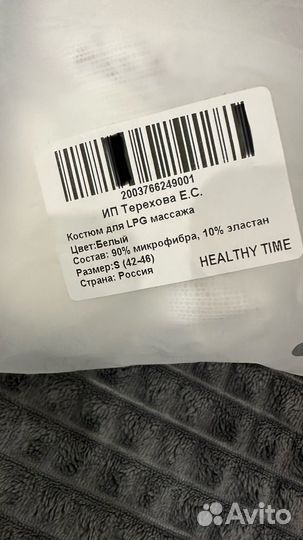 2003766249001
ИП Терехова Е.С.
Костюм для LPG массажа
Цвет:Белый
Состав: 90% микрофибра, 10% эластан
Размер:S (42-46)
Страна: Россия
HEALTHY TIME
Avito